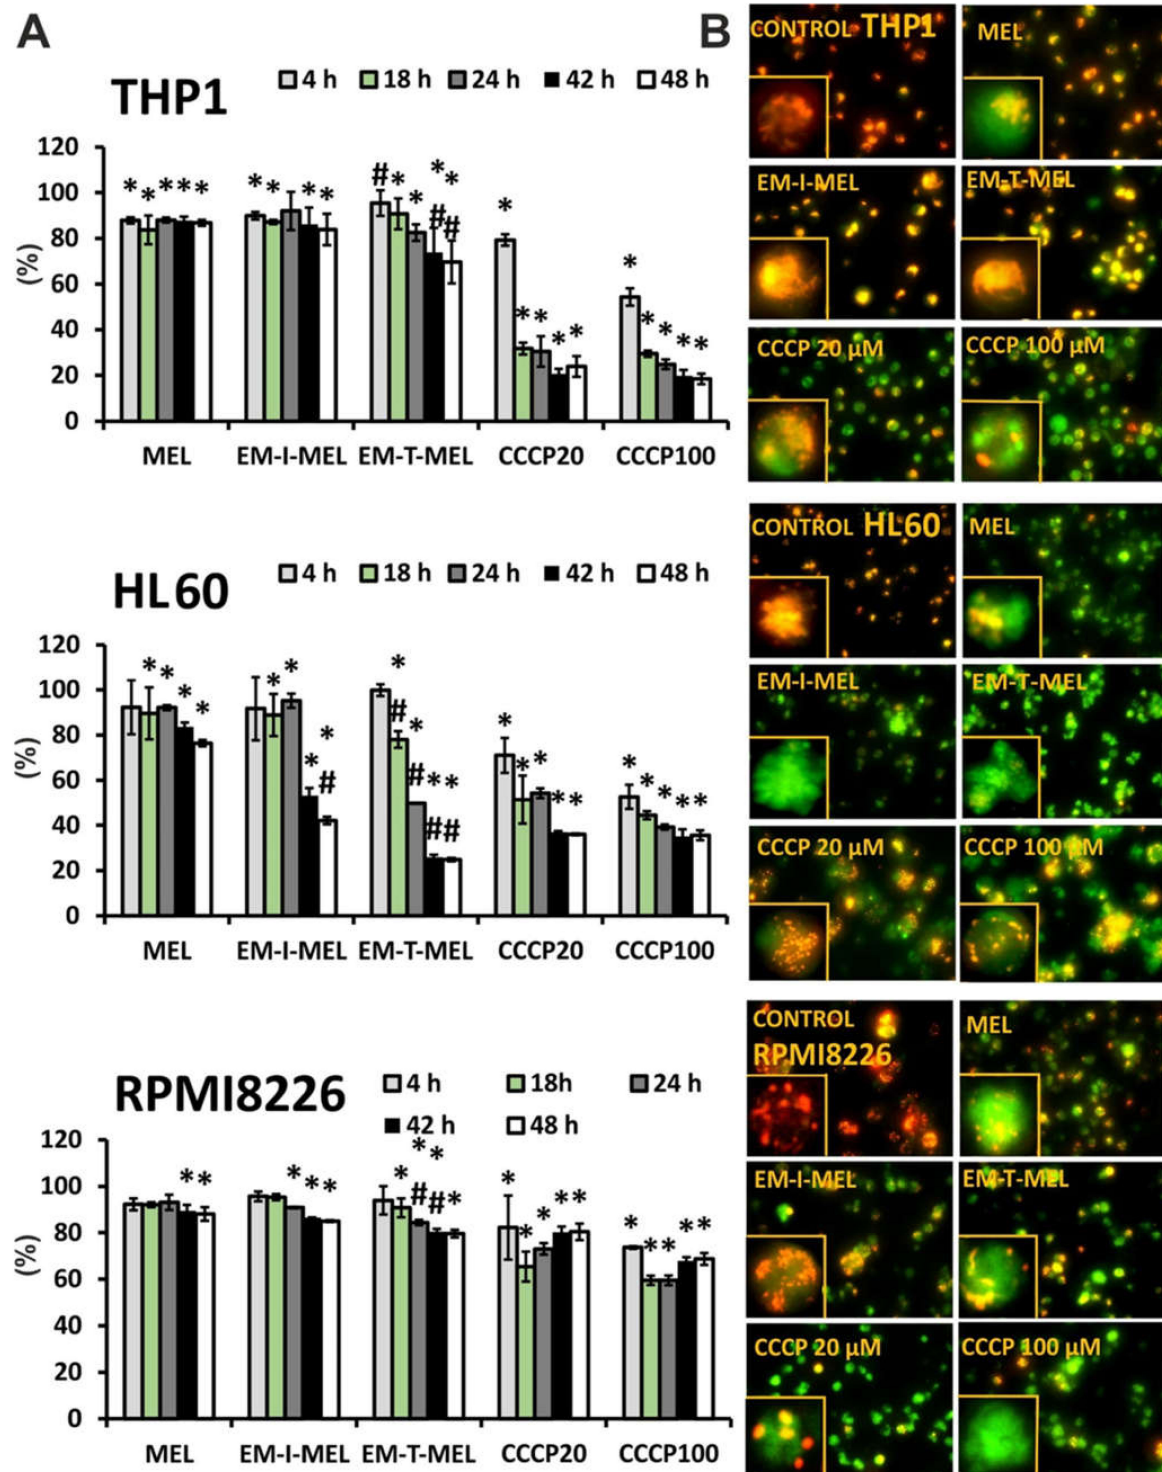 A
THP1
4 h 18 h 24 h 42 h 48 h
120
100
80
60
40
20
0
(%)
* * * * *
* * * *
# * * * # * #
* * * * *
* * * * *
MEL EM-I-MEL EM-T-MEL CCCP20 CCCP100
HL60
4 h 18 h 24 h 42 h 48 h
120
100
80
60
40
20
0
(%)
* * * *
* * * * #
* # * # * # * #
* * * * *
* * * * *
MEL EM-I-MEL EM-T-MEL CCCP20 CCCP100
RPMI8226
4 h 18h 24 h
42 h 48 h
120
100
80
60
40
20
0
(%)
* *
* * *
* * # * # *
* * * * *
* * * * *
MEL EM-I-MEL EM-T-MEL CCCP20 CCCP100
B
CONTROL THP1
MEL
EM-I-MEL
EM-T-MEL
CCCP 20 µM
CCCP 100 µM
CONTROL HL60
MEL
EM-I-MEL
EM-T-MEL
CCCP 20 µM
CCCP 100 µM
CONTROL
RPMI8226
MEL
EM-I-MEL
EM-T-MEL
CCCP 20 µM
CCCP 100 µM